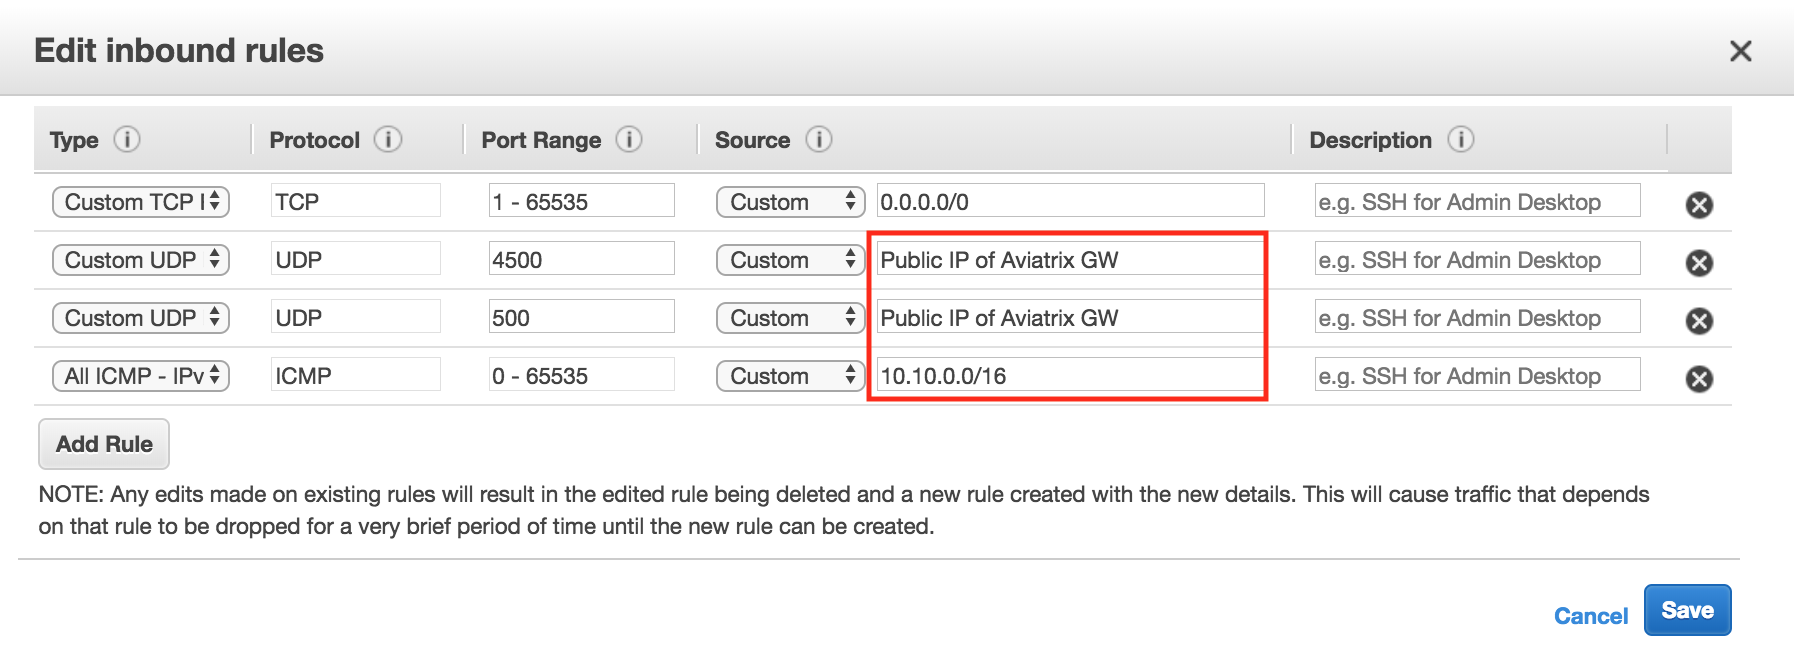 Edit inbound rules
Type Protocol Port Range Source Description
Custom TCP TCP 1 - 65535 Custom 0.0.0.0/0 e.g. SSH for Admin Desktop
Custom UDP UDP 4500 Custom Public IP of Aviatrix GW e.g. SSH for Admin Desktop
Custom UDP UDP 500 Custom Public IP of Aviatrix GW e.g. SSH for Admin Desktop
All ICMP - IPv ICMP 0 - 65535 Custom 10.10.0.0/16 e.g. SSH for Admin Desktop
Add Rule
NOTE: Any edits made on existing rules will result in the edited rule being deleted and a new rule created with the new details. This will cause traffic that depends
on that rule to be dropped for a very brief period of time until the new rule can be created.
Cancel Save